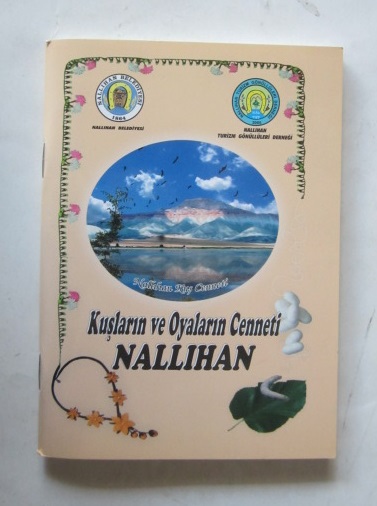 NALLIHAN BELEDİYESİ
1864
NALLIHAN BELEDİYESİ
NALLIHAN
TURİZM GÖNÜLLÜLERİ DERNEĞİ
Nallıhan Kuş Cenneti
Kuşların ve Oyaların Cenneti
NALLIHAN